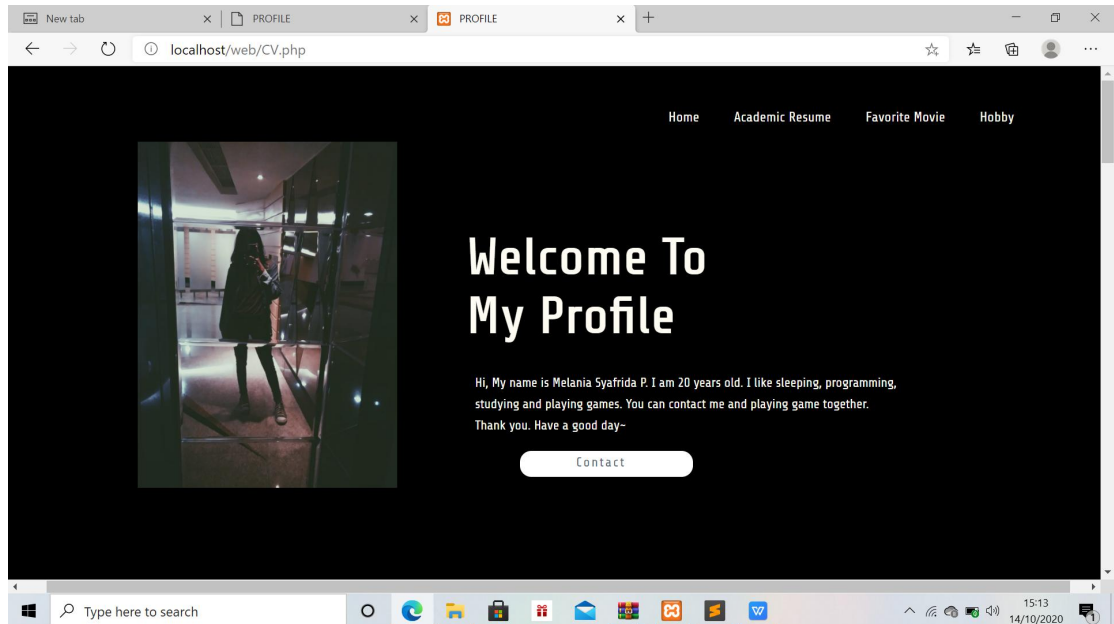 New tab
PROFILE
PROFILE
localhost/web/CV.php
Home Academic Resume Favorite Movie Hobby
Welcome To
My Profile
Hi, My name is Melania Syafrida P. I am 20 years old. I like sleeping, programming,
studying and playing games. You can contact me and playing game together.
Thank you. Have a good day~
Contact
Type here to search
15:13
14/10/2020
1